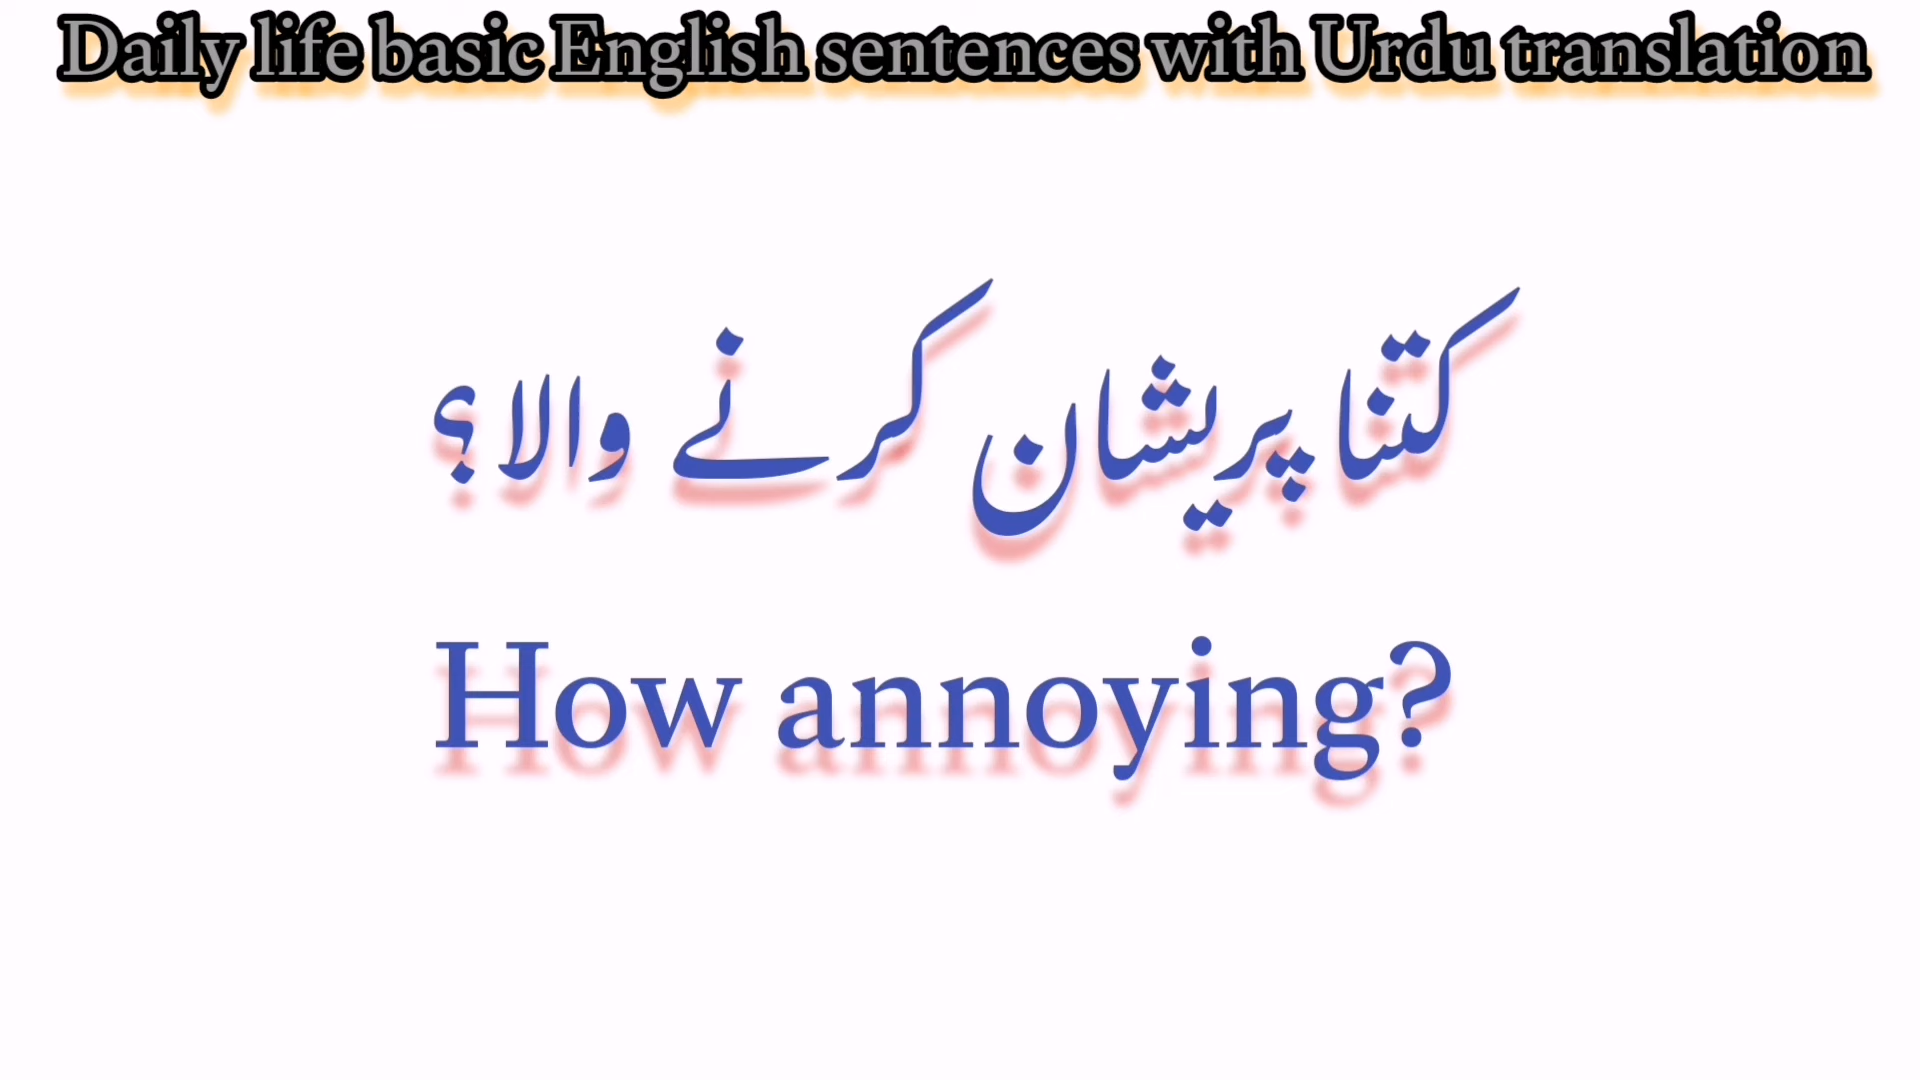 Daily life basic English sentences with Urdu translation
کتنا پریشان کرنے والا؟
How annoying?